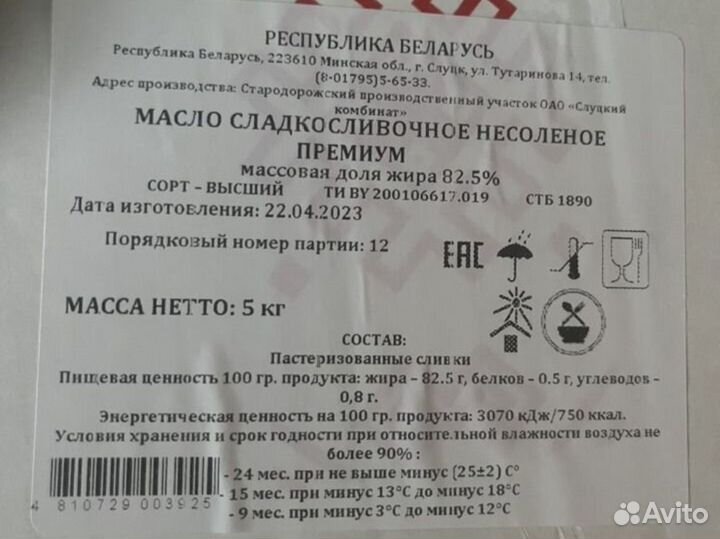 РЕСПУБЛИКА БЕЛАРУСЬ
Республика Беларусь, 223610 Минская обл., г. Слуцк, ул. Тутаринова 14, тел.
(8-01795)5-65-33.
Адрес производства: Стародорожский производственный участок ОАО «Слуцкий
комбинат»
МАСЛО СЛАДКОСЛИВОЧНОЕ НЕСОЛЕНОЕ
ПРЕМИУМ
массовая доля жира 82.5%
СОРТ – ВЫСШИЙ ТИ BY 200106617.019 СТБ 1890
Дата изготовления: 22.04.2023
Порядковый номер партии: 12
ЕАС
МАССА НЕТТО: 5 кг
СОСТАВ:
Пастеризованные сливки
Пищевая ценность 100 гр. продукта: жира – 82.5 г, белков – 0.5 г, углеводов –
0,8 г.
Энергетическая ценность на 100 гр. продукта: 3070 кДж/750 ккал.
Условия хранения и срок годности при относительной влажности воздуха не
более 90% :
- 24 мес. при не выше минус (25±2) С°
- 15 мес. при минус 13°С до минус 18°С
- 9 мес. при минус 3°С до минус 12°С
4 810729 003925
Avito